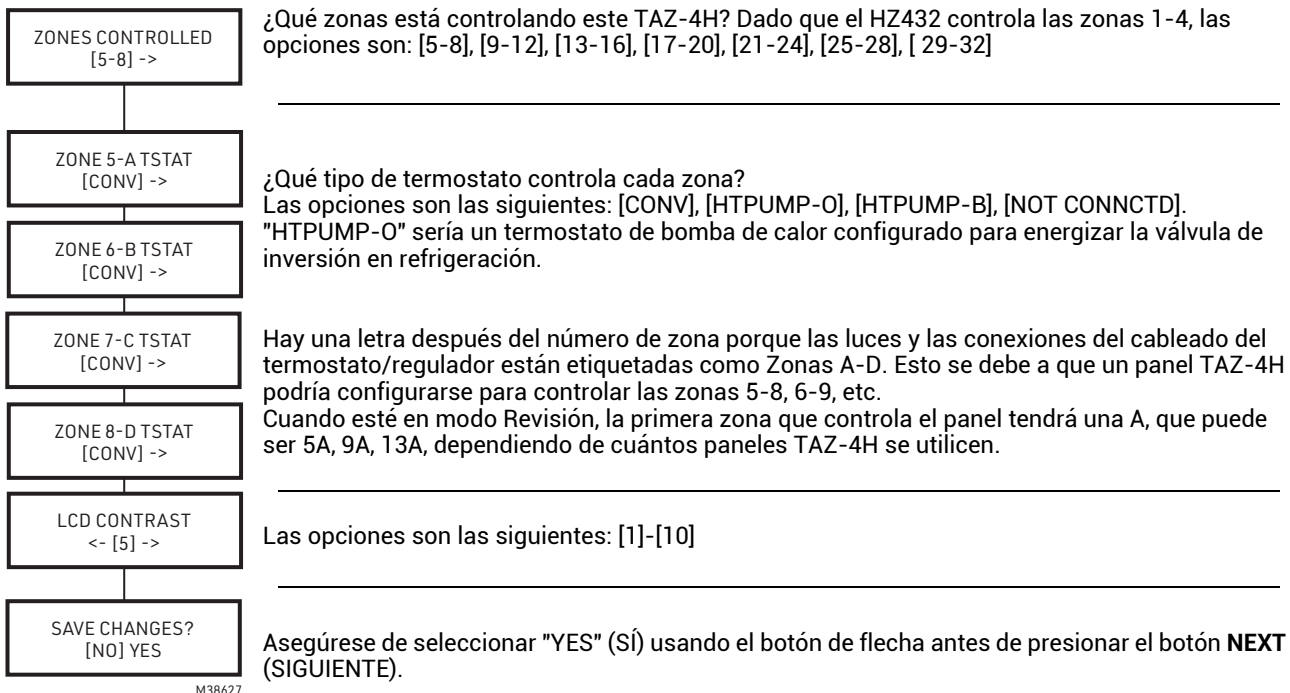 ZONES CONTROLLED
[5-8] ->
¿Qué zonas está controlando este TAZ-4H? Dado que el HZ432 controla las zonas 1-4, las
opciones son: [5-8], [9-12], [13-16], [17-20], [21-24], [25-28], [ 29-32]
ZONE 5-A TSTAT
[CONV] ->
ZONE 6-B TSTAT
[CONV] ->
¿Qué tipo de termostato controla cada zona?
Las opciones son las siguientes: [CONV], [HTPUMP-O], [HTPUMP-B], [NOT CONNCTD].
"HTPUMP-O" sería un termostato de bomba de calor configurado para energizar la válvula de
inversión en refrigeración.
ZONE 7-C TSTAT
[CONV] ->
ZONE 8-D TSTAT
[CONV] ->
Hay una letra después del número de zona porque las luces y las conexiones del cableado del
termostato/regulador están etiquetadas como Zonas A-D. Esto se debe a que un panel TAZ-4H
podría configurarse para controlar las zonas 5-8, 6-9, etc.
Cuando esté en modo Revisión, la primera zona que controla el panel tendrá una A, que puede
ser 5A, 9A, 13A, dependiendo de cuántos paneles TAZ-4H se utilicen.
LCD CONTRAST
<- [5] ->
Las opciones son las siguientes: [1]-[10]
SAVE CHANGES?
[NO] YES
Asegúrese de seleccionar "YES" (SÍ) usando el botón de flecha antes de presionar el botón NEXT
(SIGUIENTE).
M38627